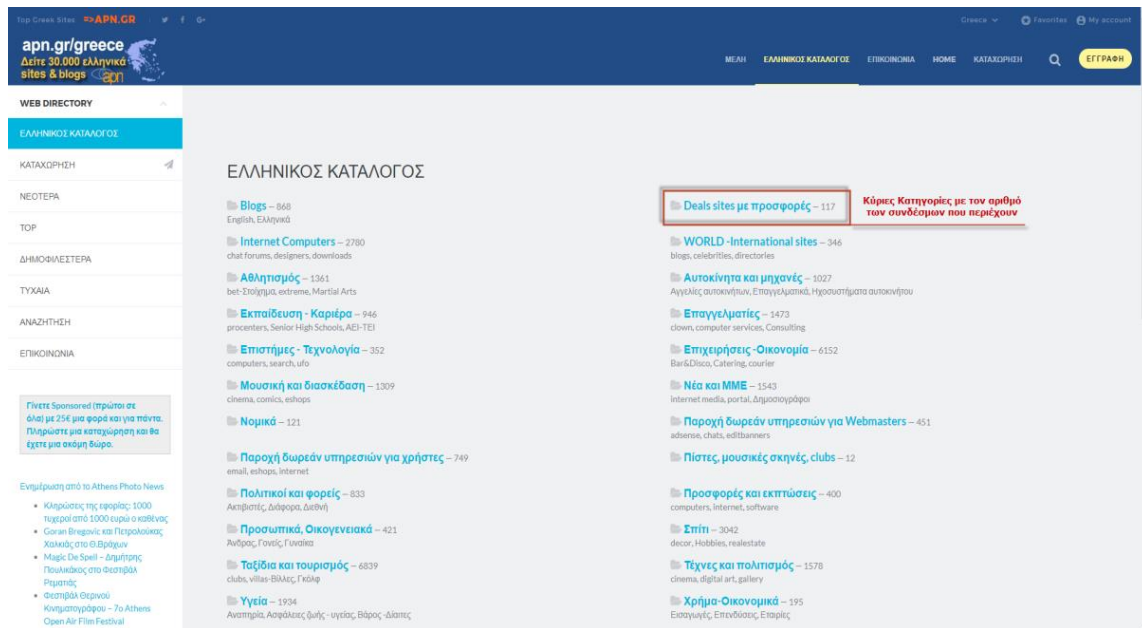 Top Greek Sites =>APN.GR
Greece
Favorites
My account
apn.gr/greece
Δείτε 30.000 ελληνικά
sites & blogs apn
ΜΕΛΗ
ΕΛΛΗΝΙΚΟΣ ΚΑΤΑΛΟΓΟΣ
ΕΠΙΚΟΙΝΩΝΙΑ
HOME
ΚΑΤΑΧΩΡΗΣΗ
ΕΓΓΡΑΦΗ
WEB DIRECTORY
ΕΛΛΗΝΙΚΟΣ ΚΑΤΑΛΟΓΟΣ
ΚΑΤΑΧΩΡΗΣΗ
ΝΕΟΤΕΡΑ
TOP
ΔΗΜΟΦΙΛΕΣΤΕΡΑ
ΤΥΧΑΙΑ
ΑΝΑΖΗΤΗΣΗ
ΕΠΙΚΟΙΝΩΝΙΑ
Γίνετε Sponsored (πρώτοι σε
όλα) με 25€ μια φορά και για πάντα.
Πληρώστε μια καταχώρηση και θα
έχετε μια ακόμη δώρο.
Ενημέρωση από το Athens Photo News
Κληρώσεις της εφορίας: 1000
τυχεροί από 1000 ευρώ ο καθένας
Goran Bregovic και Πετρολούκας
Χαλκιάς στο Θ.Βράχων
Magic De Spell – Δημήτρης
Πουλικάκος στο Φεστιβάλ
Ρεματιάς
Φεστιβάλ Θερινού
Κινηματογράφου – 7ο Athens
Open Air Film Festival
ΕΛΛΗΝΙΚΟΣ ΚΑΤΑΛΟΓΟΣ
Blogs – 868
English, Ελληνικά
Deals sites με προσφορές – 117
Κύριες Κατηγορίες με τον αριθμό
των συνδέσμων που περιέχουν
Internet Computers – 2780
chat forums, designers, downloads
WORLD -International sites – 346
blogs, celebrities, directories
Αθλητισμός – 1361
bet-Στοίχημα, extreme, Martial Arts
Αυτοκίνητα και μηχανές – 1027
Αγγελίες αυτοκινήτων, Επαγγελματικά, Ηχοσυστήματα αυτοκινήτου
Εκπαίδευση - Καριέρα – 946
procenters, Senior High Schools, ΑΕΙ-ΤΕΙ
Επαγγελματίες – 1473
clown, computer services, Consulting
Επιστήμες - Τεχνολογία – 352
computers, search, ufo
Επιχειρήσεις -Οικονομία – 6152
Bar&Disco, Catering, courier
Μουσική και διασκέδαση – 1309
cinema, comics, eshops
Νέα και ΜΜΕ – 1543
internet media, portal, Δημοσιογράφοι
Νομικά – 121
Παροχή δωρεάν υπηρεσιών για Webmasters – 451
adsense, chats, editbanners
Παροχή δωρεάν υπηρεσιών για χρήστες – 749
email, eshops, internet
Πίστες, μουσικές σκηνές, clubs – 12
Πολιτικοί και φορείς – 833
Ακτιβιστές, Διάφορα, Διεθνή
Προσφορές και εκπτώσεις – 400
computers, internet, software
Προσωπικά, Οικογενειακά – 421
Άνδρας, Γονείς, Γυναίκα
Σπίτι – 3042
decor, Hobbies, realestate
Ταξίδια και τουρισμός – 6839
clubs, villas-Βίλλες, Γκόλφ
Τέχνες και πολιτισμός – 1578
cinema, digital art, gallery
Υγεία – 1934
Αναπηρία, Ασφάλειες ζωής - υγείας, Βάρος -Δίαιτες
Χρήμα-Οικονομικά – 195
Εισαγωγές, Επενδύσεις, Εταιρίες